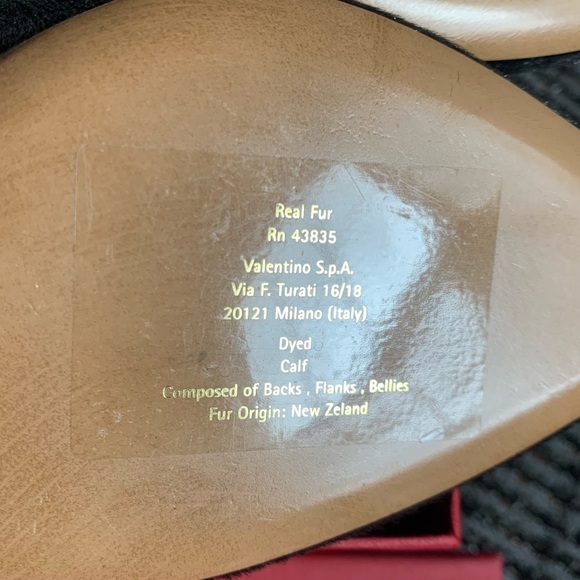 Real Fur
Rn 43835
Valentino S.p.A.
Via F. Turati 16/18
20121 Milano (Italy)
Dyed
Calf
Composed of Backs , Flanks , Bellies
Fur Origin: New Zeland